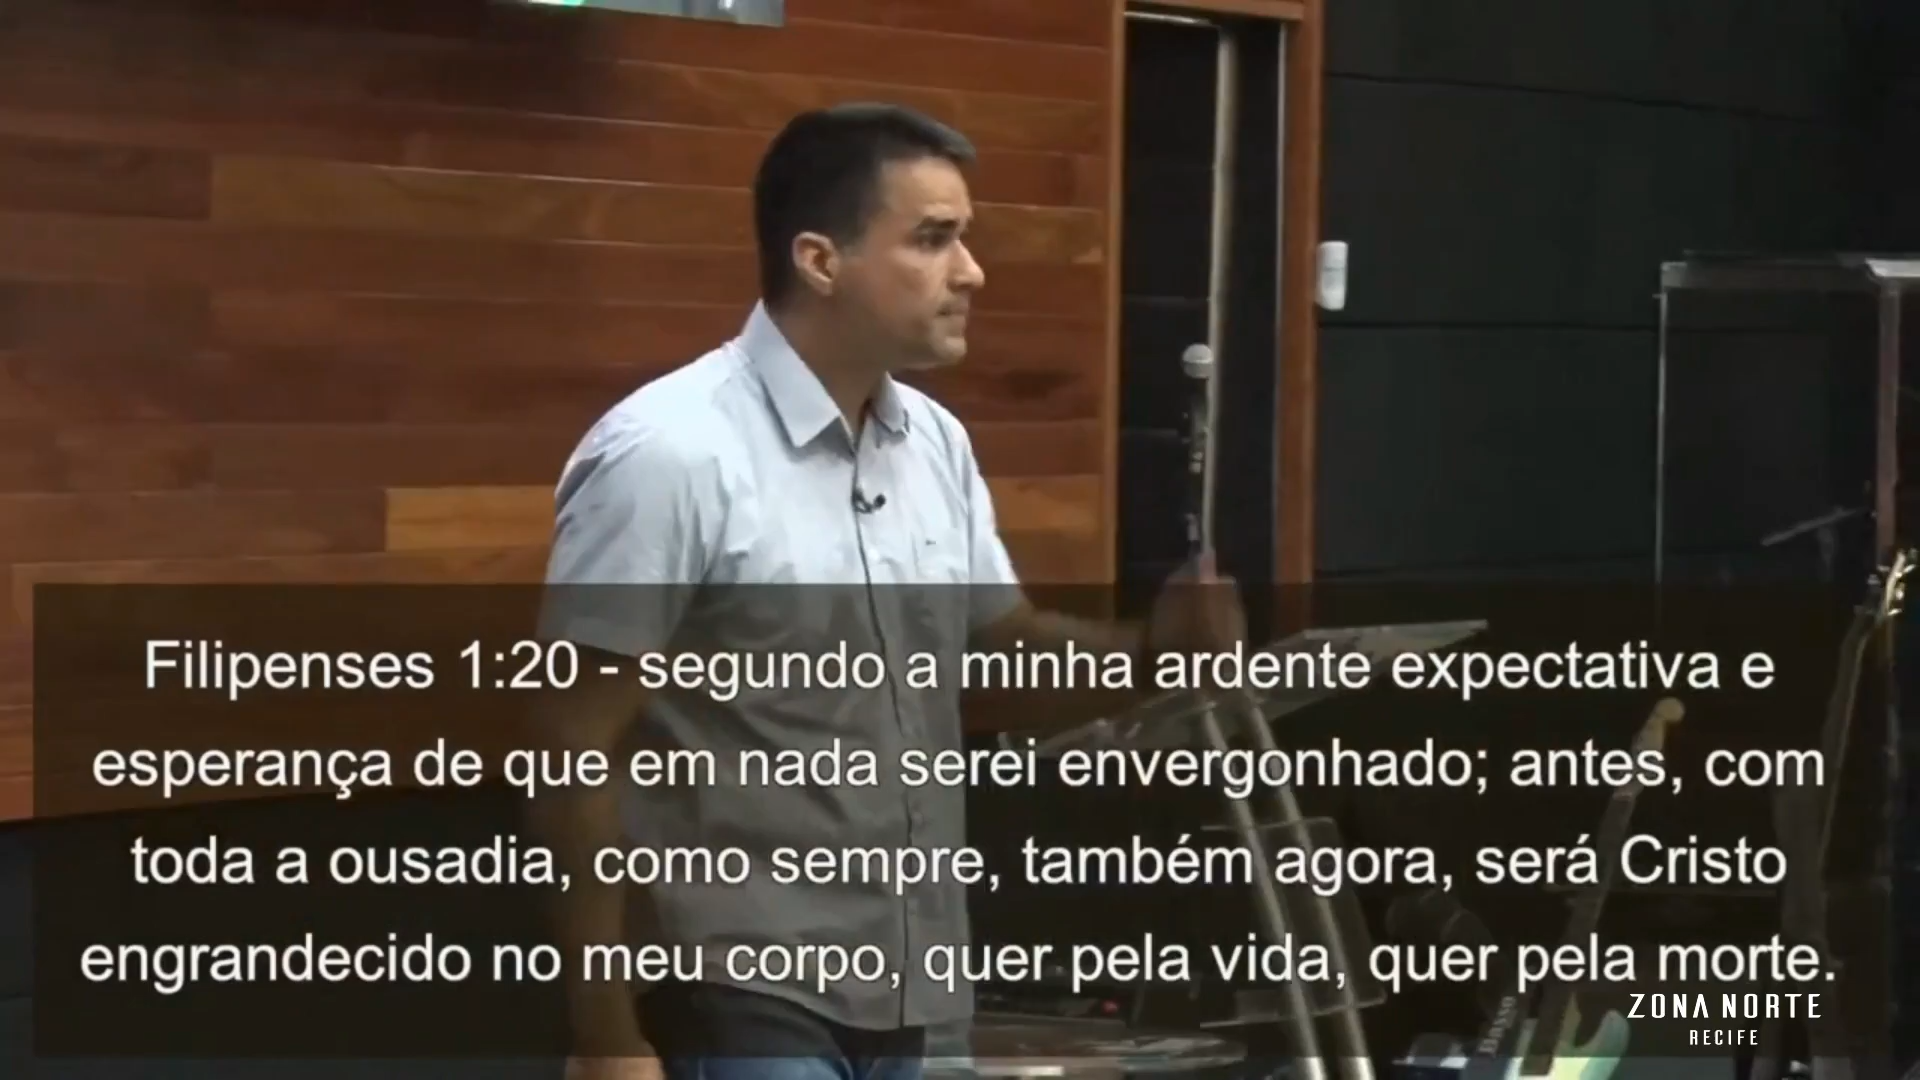 Filipenses 1:20 - segundo a minha ardente expectativa e
esperança de que em nada serei envergonhado; antes, com
toda a ousadia, como sempre, também agora, será Cristo
engrandecido no meu corpo, quer pela vida, quer pela morte.
ZONA NORTE
RECIFE